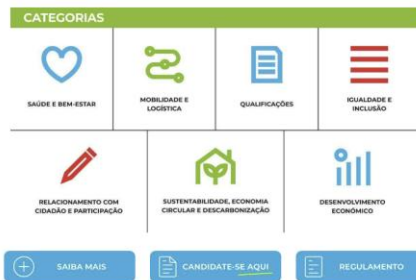 CATEGORIAS
SAÚDE E BEM-ESTAR
MOBILIDADE E
LOGÍSTICA
QUALIFICAÇÕES
IGUALDADE E
INCLUSÃO
RELACIONAMENTO COM
CIDADÃO E PARTICIPAÇÃO
SUSTENTABILIDADE, ECONOMIA
CIRCULAR E DESCARBONIZAÇÃO
DESENVOLVIMENTO
ECONÓMICO
SAIBA MAIS
CANDIDATE-SE AQUI
REGULAMENTO